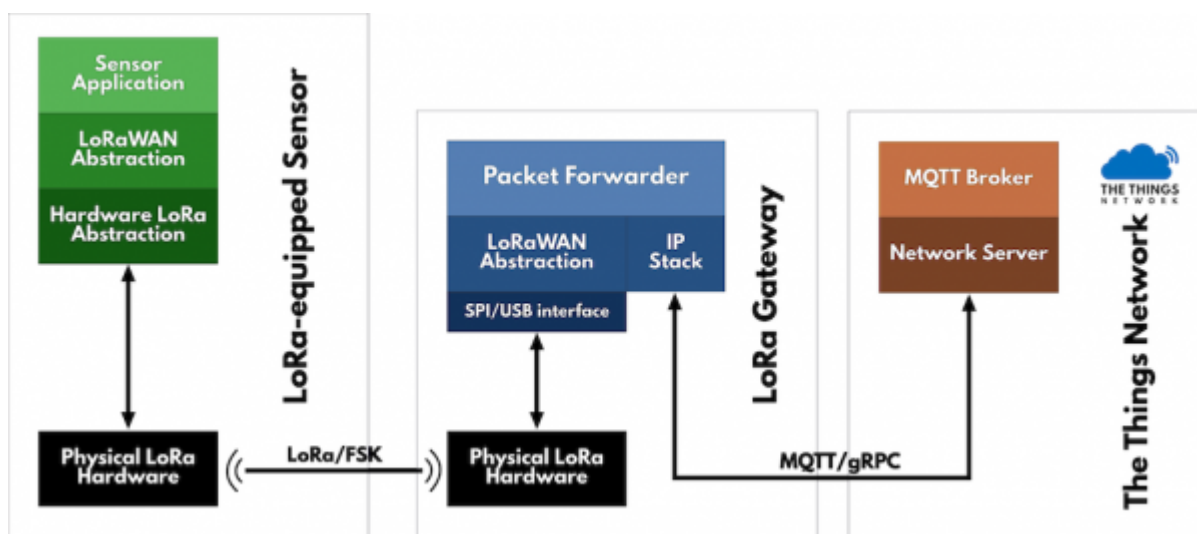 Sensor
Application
LoRaWAN
Abstraction
Hardware LoRa
Abstraction
Physical LoRa
Hardware
LoRa-equipped Sensor
LoRa/FSK
Packet Forwarder
LoRaWAN
Abstraction
IP
Stack
SPI/USB interface
Physical LoRa
Hardware
LoRa Gateway
MQTT/gRPC
MQTT Broker
Network Server
THE THINGS
NETWORK
The Things Network